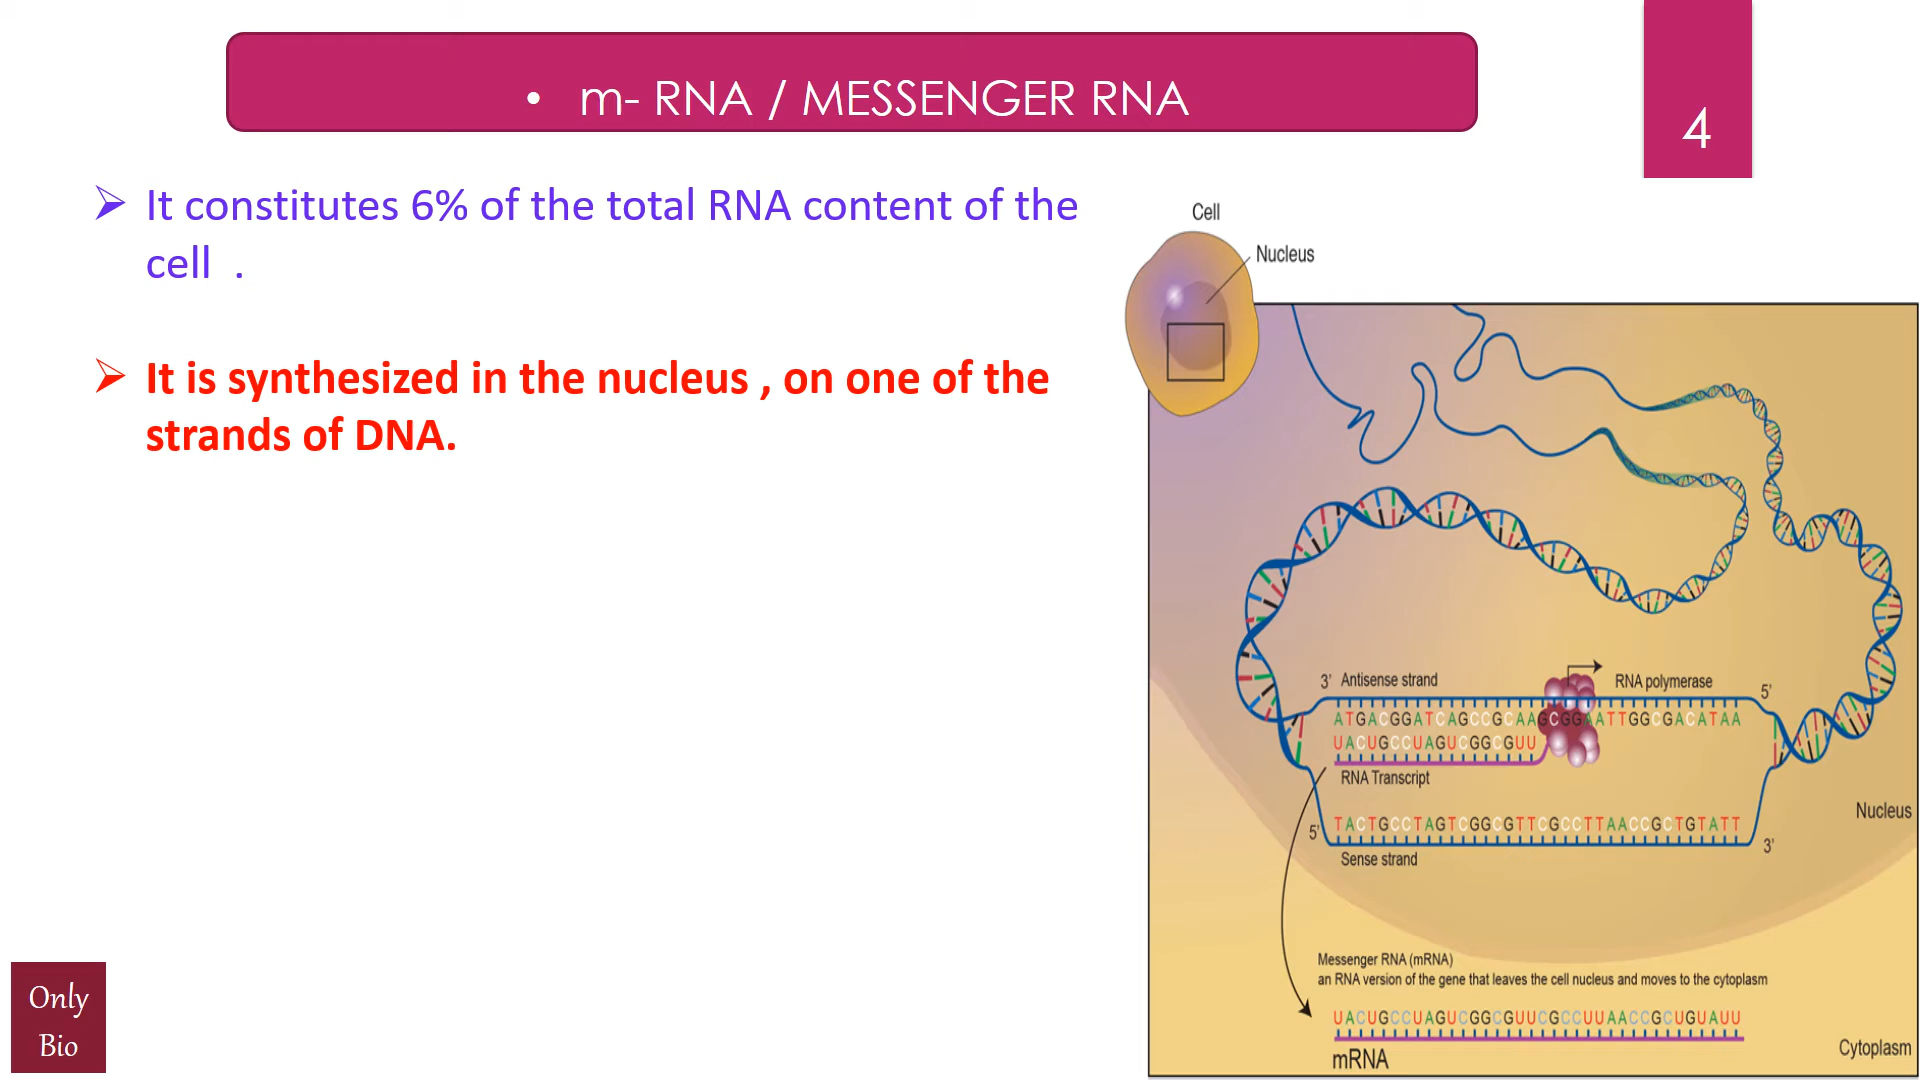 • m- RNA / MESSENGER RNA
4
➢ It constitutes 6% of the total RNA content of the
cell .
➢ It is synthesized in the nucleus , on one of the
strands of DNA.
Cell
Nucleus
3' Antisense strand
RNA polymerase
5'
ATGACGGATCAGCCGCAAGCGGAATTGGCGACATAA
UACUGCCUAGUCGGCGUU
RNA Transcript
Nucleus
5'
TACTGCCTAGTCGGCGTTCGCCTTAACCGCTGTATT
3'
Sense strand
Messenger RNA (mRNA)
an RNA version of the gene that leaves the cell nucleus and moves to the cytoplasm
UACUGCCUAGUCGGCGUUCGCCUUAACCGCUGUAUU
mRNA
Cytoplasm
Only
Bio